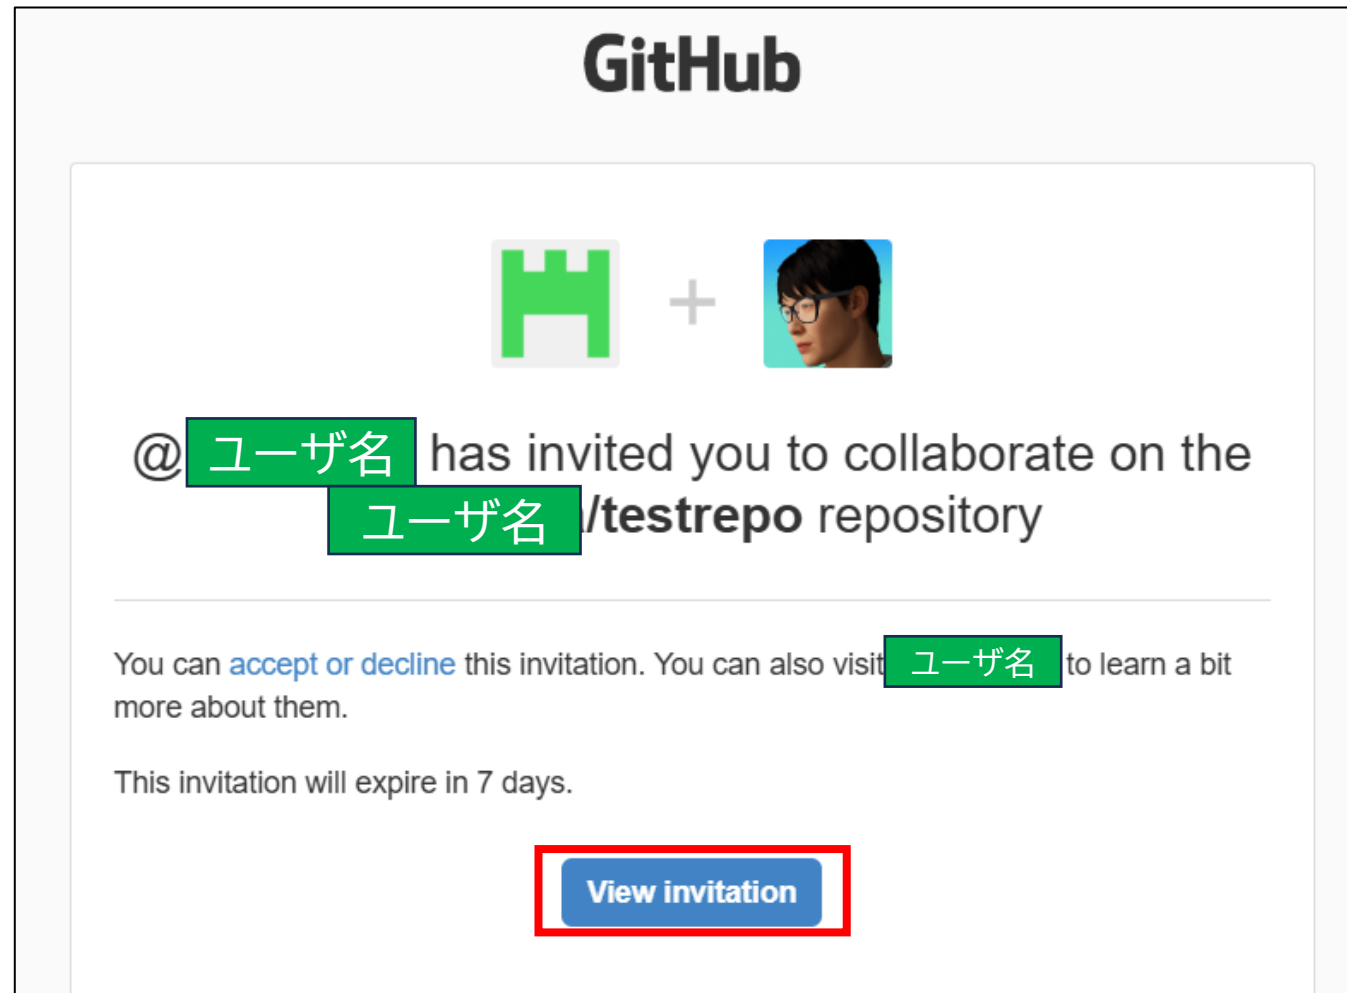 GitHub
@ ユーザ名 has invited you to collaborate on the
ユーザ名 /testrepo repository
You can accept or decline this invitation. You can also visit ユーザ名 to learn a bit
more about them.
This invitation will expire in 7 days.
View invitation